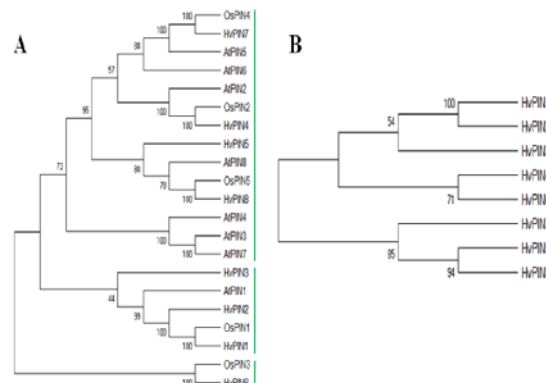 A
OsPIN4
100
HvPIN7
100
AtPIN5
88
AtPIN6
57
AtPIN2
OsPIN2
100
HvPIN4
100
95
HvPIN5
AtPIN8
98
OsPIN5
79
HvPIN8
100
73
AtPIN4
AtPIN3
100
AtPIN7
100
HvPIN3
AtPIN1
44
HvPIN2
99
OsPIN1
100
HvPIN1
100
OsPIN3
100
B
HvPIN
100
HvPIN
54
HvPIN
HvPIN
71
HvPIN
HvPIN
85
HvPIN
94
HvPIN